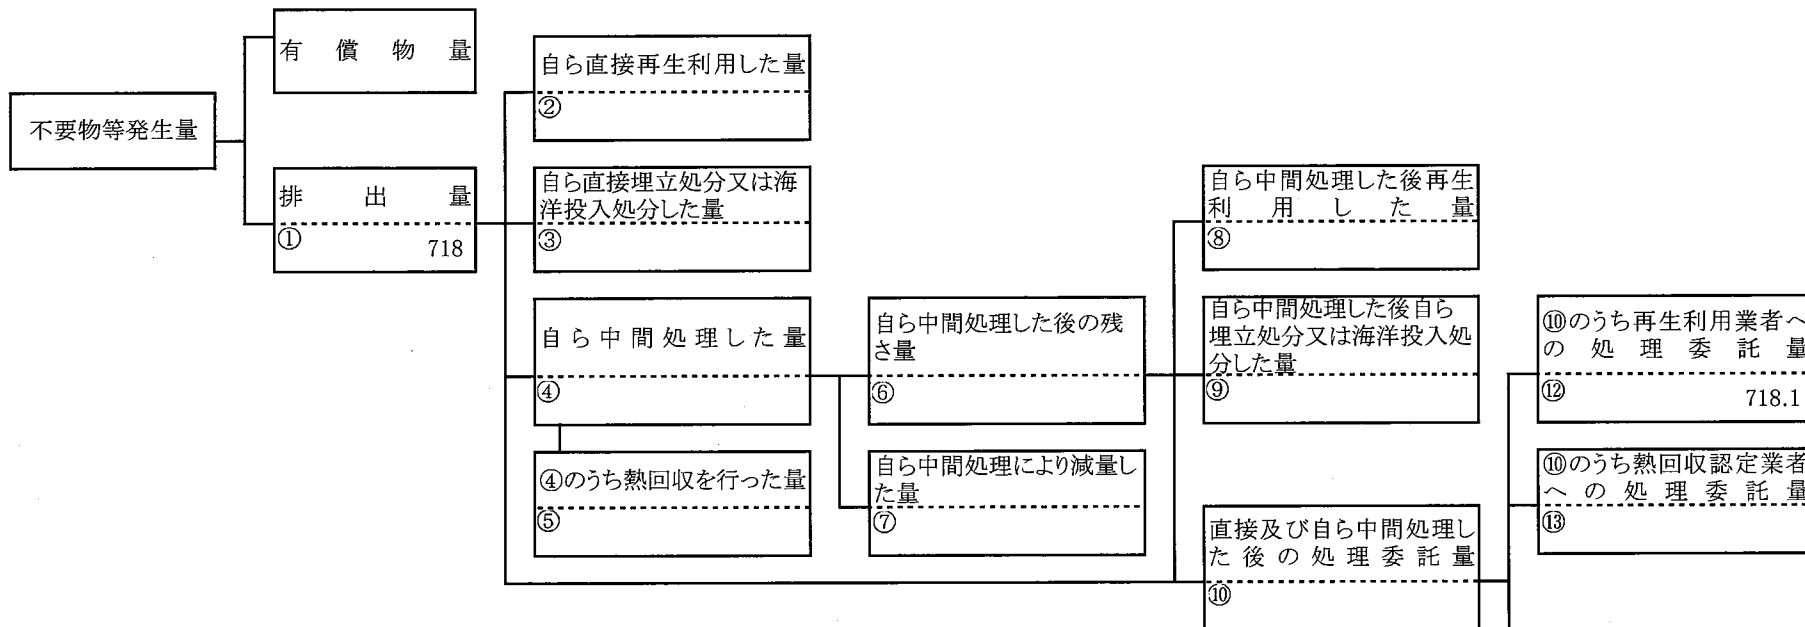 有償物量
不要物等発生量
排出量
①
718
自ら直接再生利用した量
②
自ら直接埋立処分又は海
洋投入処分した量
③
自ら中間処理した量
④
④のうち熱回収を行った量
⑤
自ら中間処理した後の残
さ量
⑥
自ら中間処理により減量し
た量
⑦
自ら中間処理した後再生
利用した量
⑧
自ら中間処理した後自ら
埋立処分又は海洋投入処
分した量
⑨
直接及び自ら中間処理し
た後の処理委託量
⑩
⑩のうち再生利用業者へ
の処理委託量
⑫
718.1
⑩のうち熱回収認定業者
への処理委託量
⑬